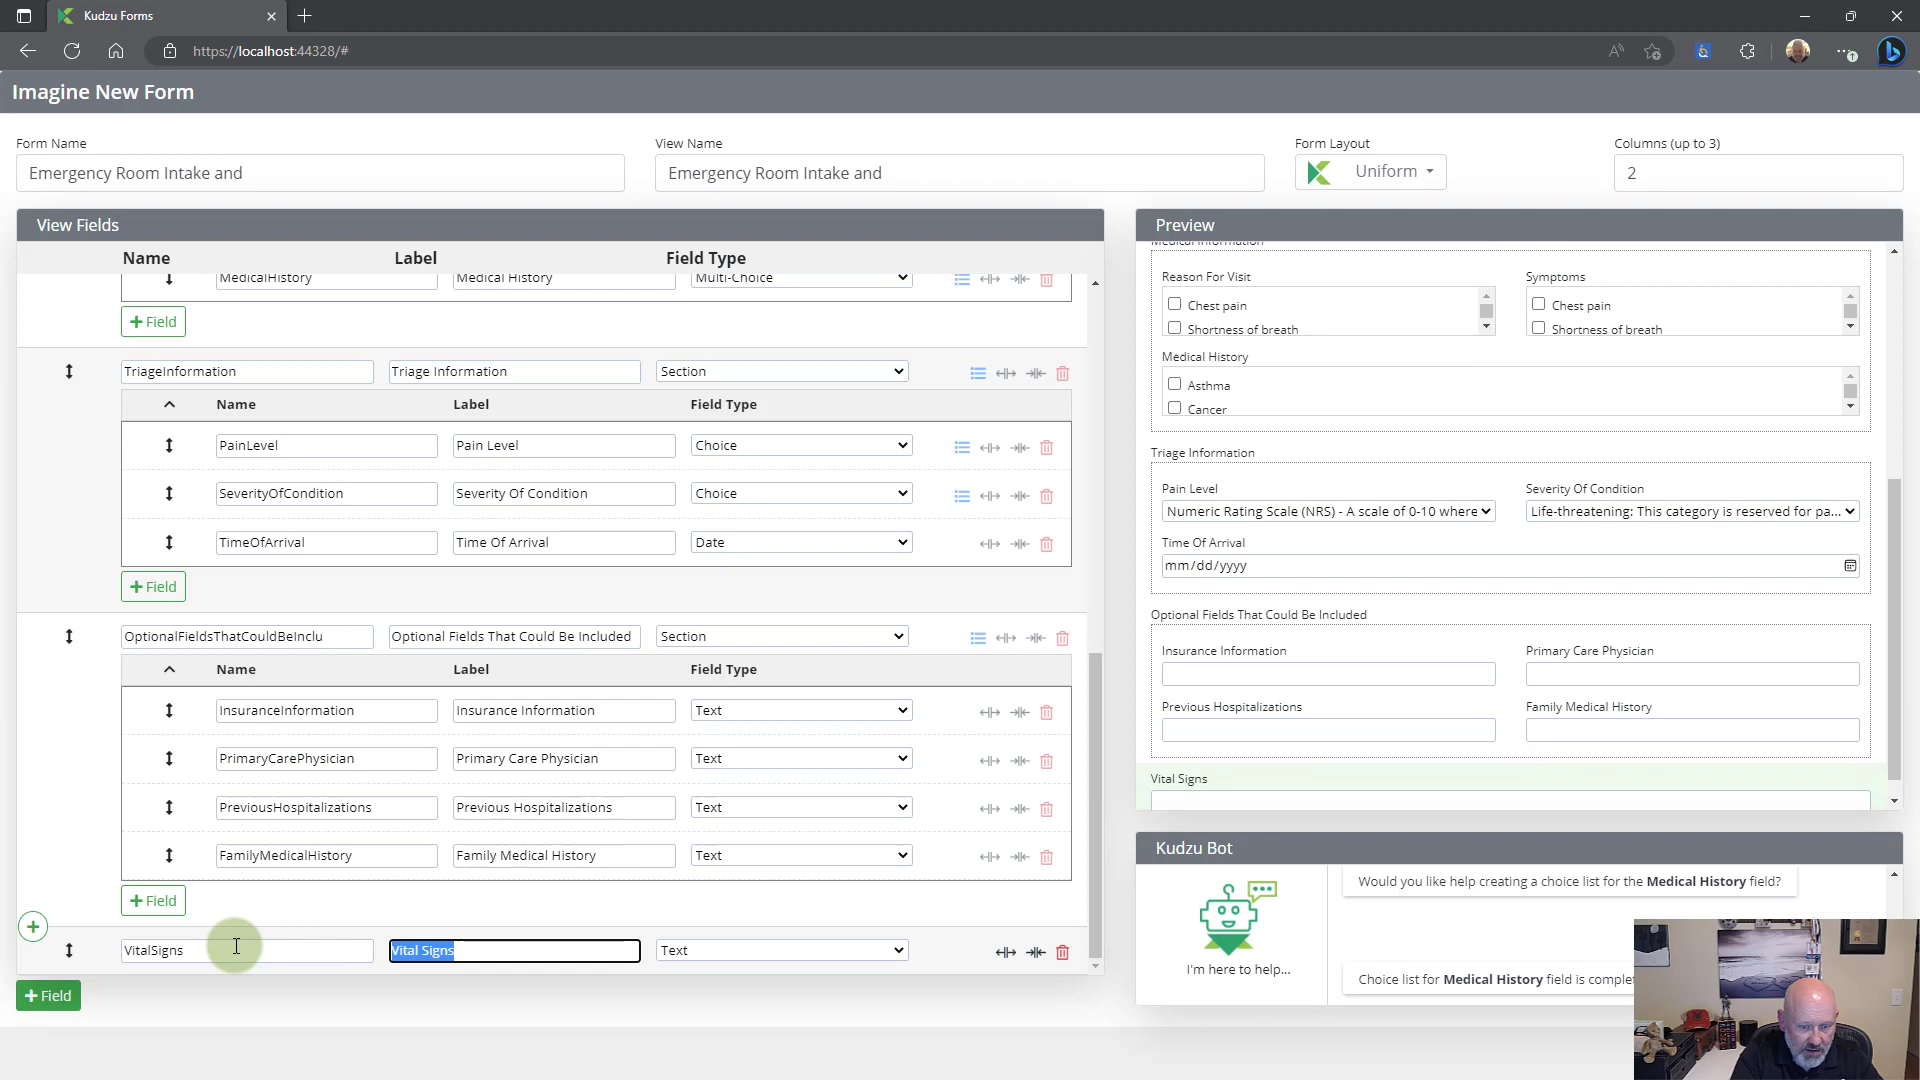 Kudzu Forms
https://localhost:44328/#
Imagine New Form
Form Name
View Name
Form Layout
Columns (up to 3)
Emergency Room Intake and
Emergency Room Intake and
Uniform
2
View Fields
Name
Label
Field Type
MedicalHistory
Medical History
Multi-Choice
+ Field
TriageInformation
Triage Information
Section
Name
Label
Field Type
PainLevel
Pain Level
Choice
SeverityOfCondition
Severity Of Condition
Choice
TimeOfArrival
Time Of Arrival
Date
+ Field
OptionalFieldsThatCouldBeInclu
Optional Fields That Could Be Included
Section
Name
Label
Field Type
InsuranceInformation
Insurance Information
Text
PrimaryCarePhysician
Primary Care Physician
Text
PreviousHospitalizations
Previous Hospitalizations
Text
FamilyMedicalHistory
Family Medical History
Text
+ Field
VitalSigns
Vital Signs
Text
+ Field
Preview
Medical Information
Reason For Visit
Symptoms
Chest pain
Chest pain
Shortness of breath
Shortness of breath
Medical History
Asthma
Cancer
Triage Information
Pain Level
Severity Of Condition
Numeric Rating Scale (NRS) - A scale of 0-10 where
Life-threatening: This category is reserved for pa...
Time Of Arrival
mm/dd/yyyy
Optional Fields That Could Be Included
Insurance Information
Primary Care Physician
Previous Hospitalizations
Family Medical History
Vital Signs
Kudzu Bot
Would you like help creating a choice list for the Medical History field?
I'm here to help...
Choice list for Medical History field is complet